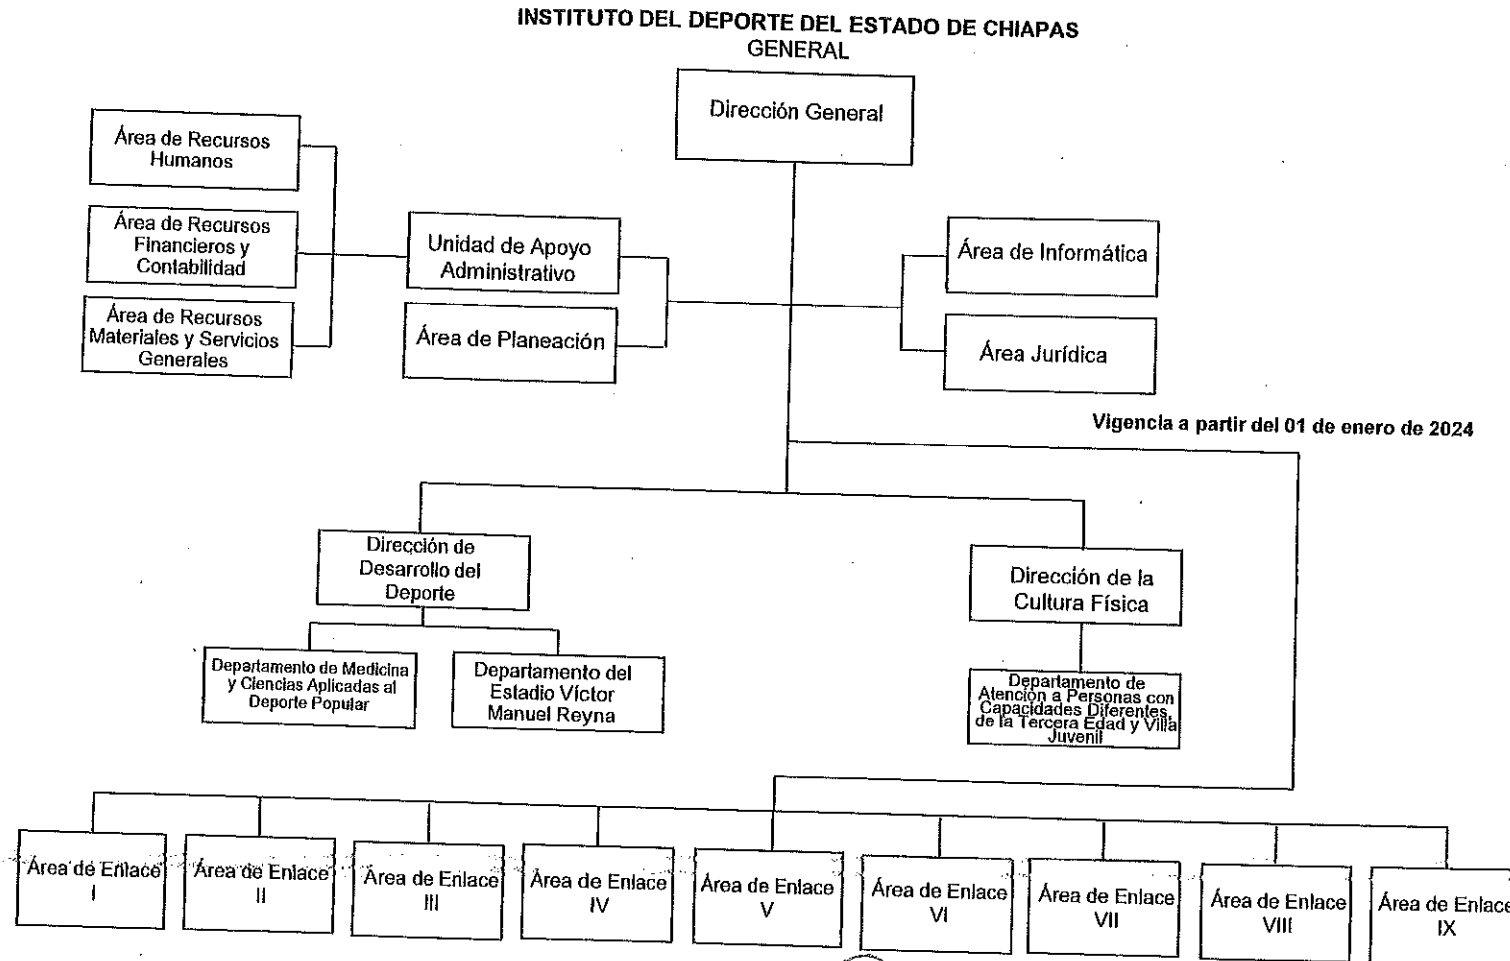 INSTITUTO DEL DEPORTE DEL ESTADO DE CHIAPAS
GENERAL
Dirección General
Área de Recursos
Humanos
Área de Recursos
Financieros y
Contabilidad
Área de Recursos
Materiales y Servicios
Generales
Unidad de Apoyo
Administrativo
Área de Planeación
Área de Informática
Área Jurídica
Vigencia a partir del 01 de enero de 2024
Dirección de
Desarrollo del
Deporte
Dirección de la
Cultura Física
Departamento de Medicina
y Ciencias Aplicadas al
Deporte Popular
Departamento del
Estadio Víctor
Manuel Reyna
Departamento de
Atención a Personas con
Capacidades Diferentes,
de la Tercera Edad y Villa
Juvenil
Área de Enlace
I
Área de Enlace
II
Área de Enlace
III
Área de Enlace
IV
Área de Enlace
V
Área de Enlace
VI
Área de Enlace
VII
Área de Enlace
VIII
Área de Enlace
IX